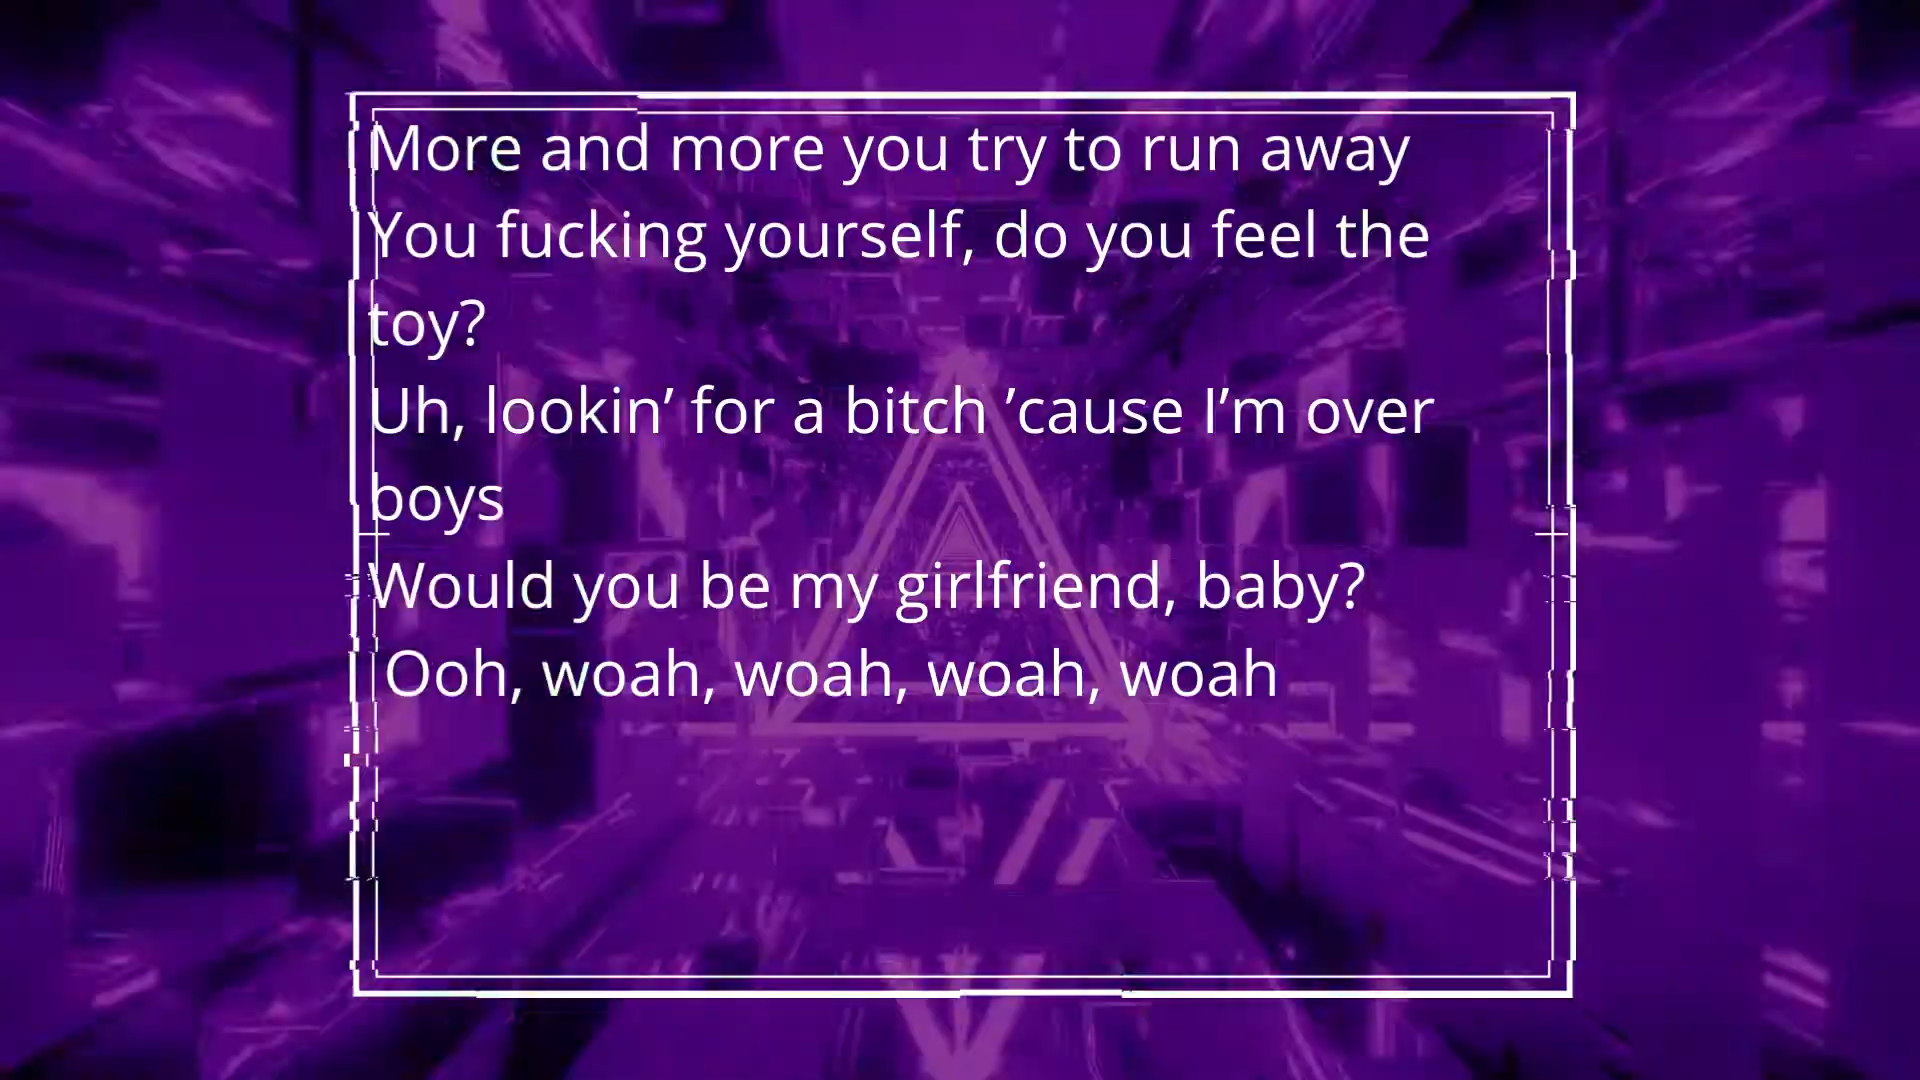 More and more you try to run away
You fucking yourself, do you feel the
toy?
Uh, lookin’ for a bitch ’cause I’m over
boys
Would you be my girlfriend, baby?
Ooh, woah, woah, woah, woah